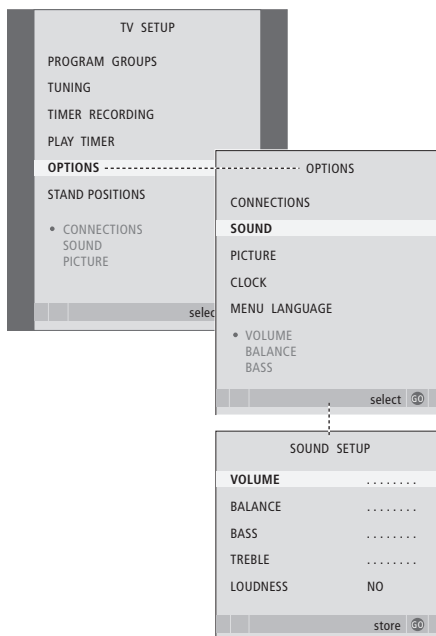 TV SETUP
PROGRAM GROUPS
TUNING
TIMER RECORDING
PLAY TIMER
OPTIONS
STAND POSITIONS
• CONNECTIONS
SOUND
PICTURE
selec
OPTIONS
CONNECTIONS
SOUND
PICTURE
CLOCK
MENU LANGUAGE
• VOLUME
BALANCE
BASS
select GO
SOUND SETUP
VOLUME ........
BALANCE ........
BASS ........
TREBLE ........
LOUDNESS NO
store GO